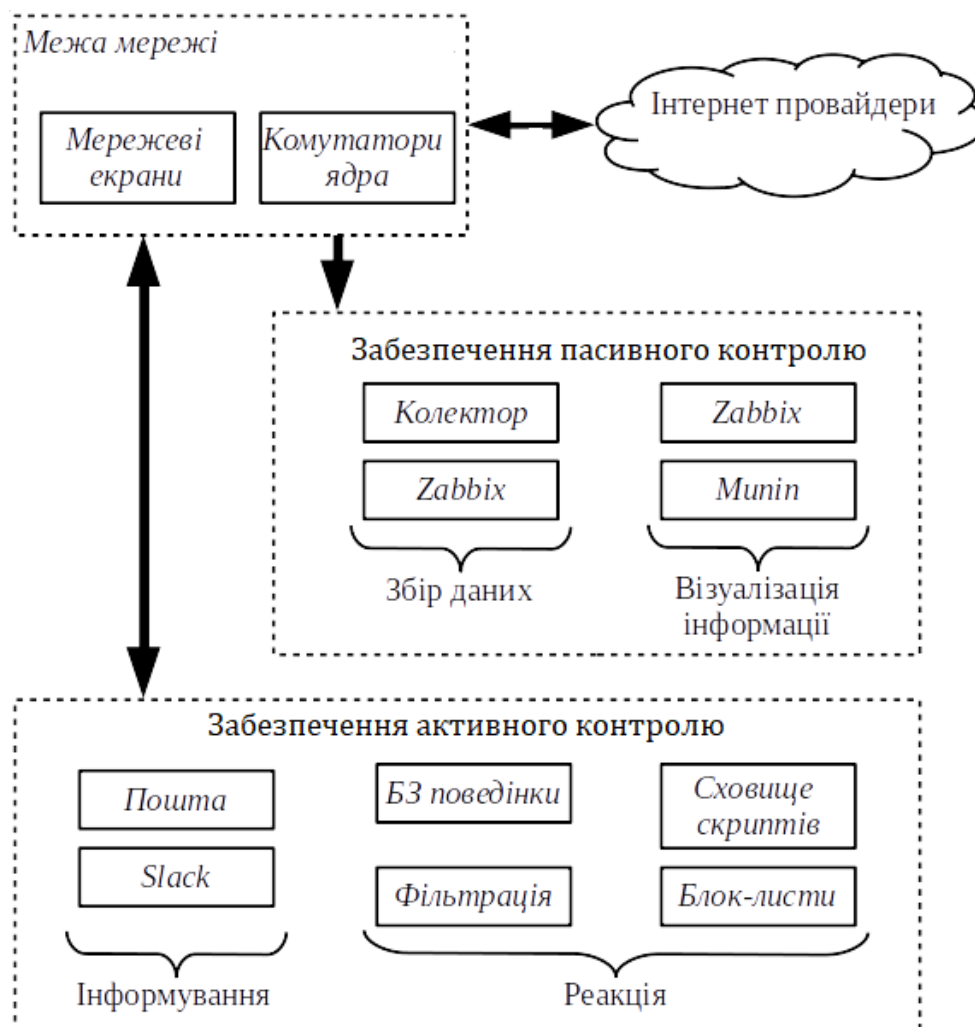 Межа мережі
Інтернет провайдери
Мережеві
екрани
Комутатори
ядра
Забезпечення пасивного контролю
Колектор
Zabbix
Zabbix
Munin
Збір даних
Візуалізація
інформації
Забезпечення активного контролю
Пошта
БЗ поведінки
Сховище
скриптів
Slack
Фільтрація
Блок-листи
Інформування
Реакція